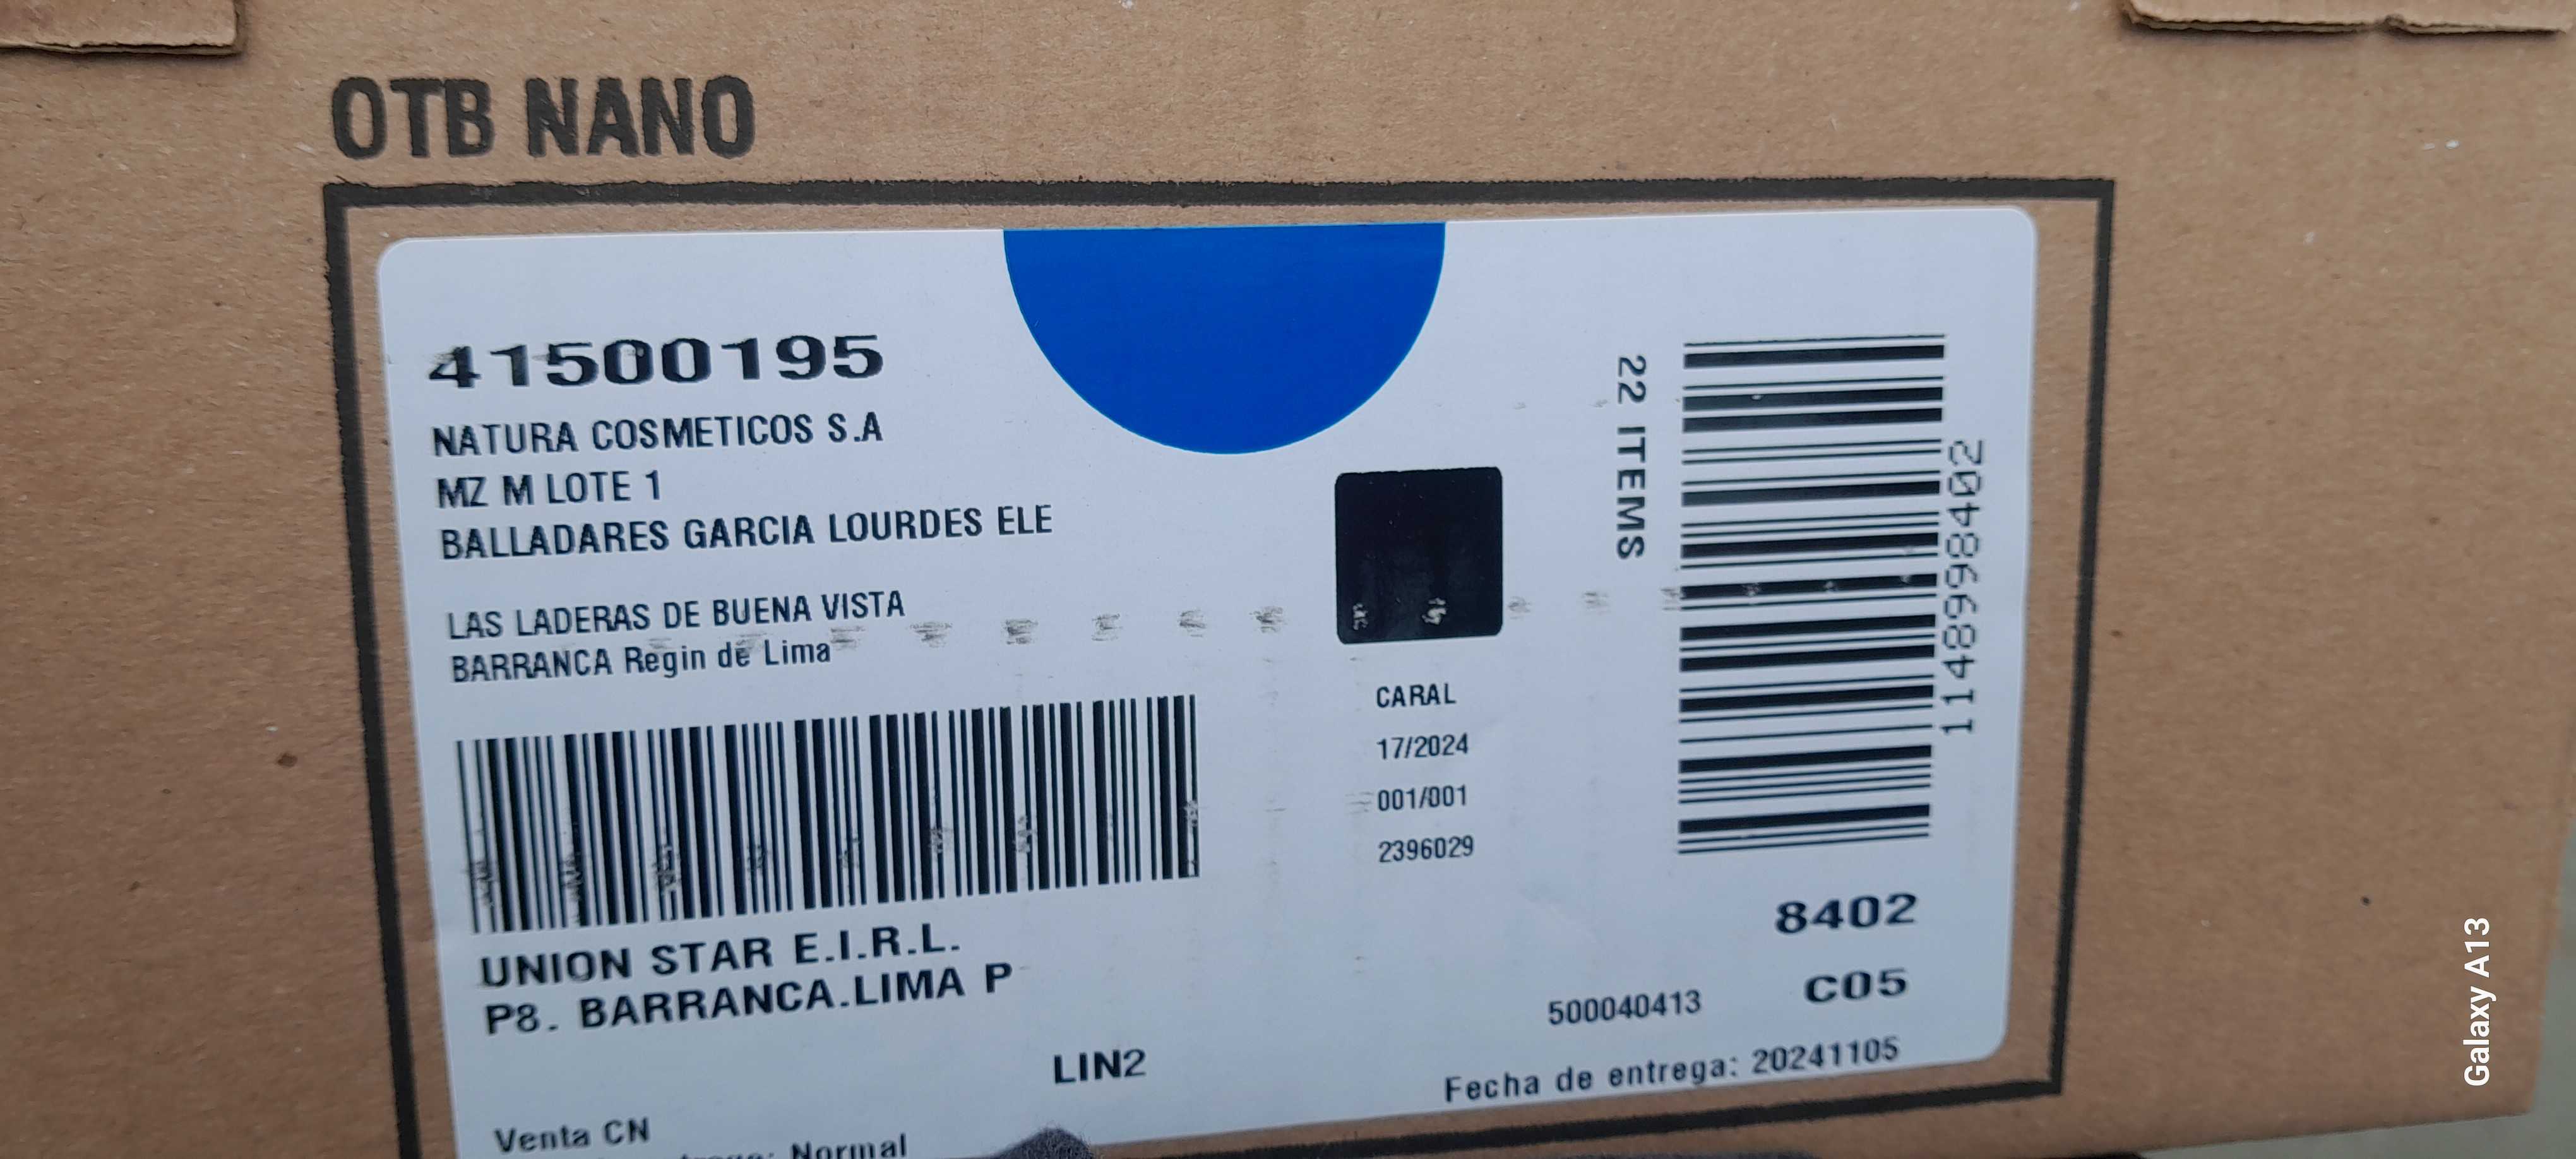 OTB NANO
41500195
NATURA COSMETICOS S.A
MZ M LOTE 1
BALLADARES GARCIA LOURDES ELE
LAS LADERAS DE BUENA VISTA
BARRANCA Regin de Lima
UNION STAR E.I.R.L.
P8. BARRANCA.LIMA P
LIN2
Venta CN
Normal
CARAL
17/2024
001/001
2396029
22 ITEMS
1148998402
8402
C05
500040413
Fecha de entrega: 20241105
Galaxy A13